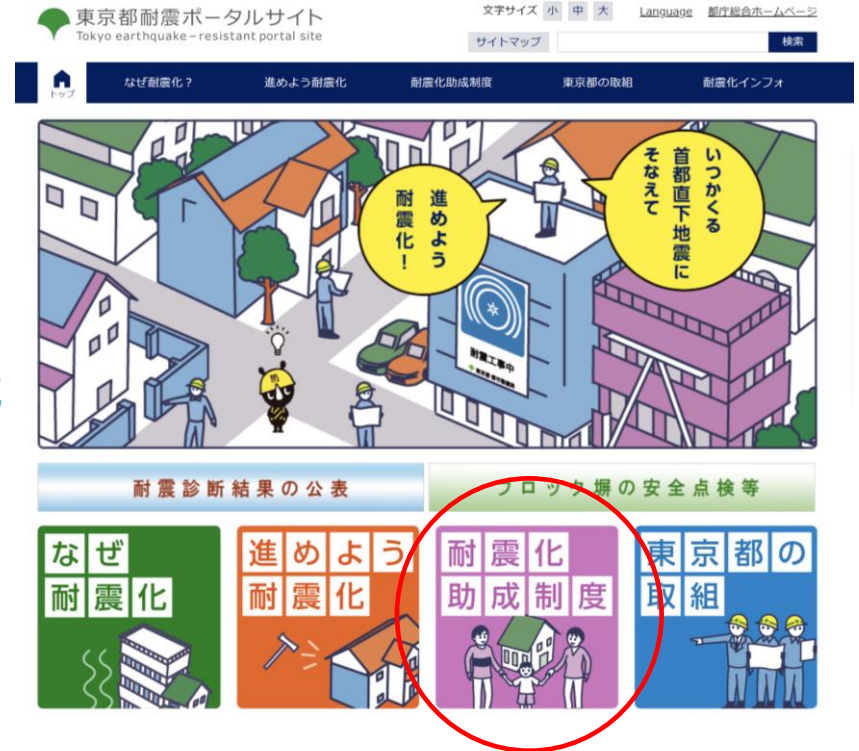 東京都耐震ポータルサイト
Tokyo earthquake-resistant portal site
文字サイズ 小 中 大 Language 都庁総合ホームページ
サイトマップ 検索
トップ なぜ耐震化？ 進めよう耐震化 耐震化助成制度 東京都の取組 耐震化インフォ
いつかくる
首都直下地震に
そなえて
進めよう
耐震化！
耐震工事中
耐震診断結果の公表
ブロック塀の安全点検等
なぜ
耐震化
進めよう
耐震化
耐震化
助成制度
東京都の
取組